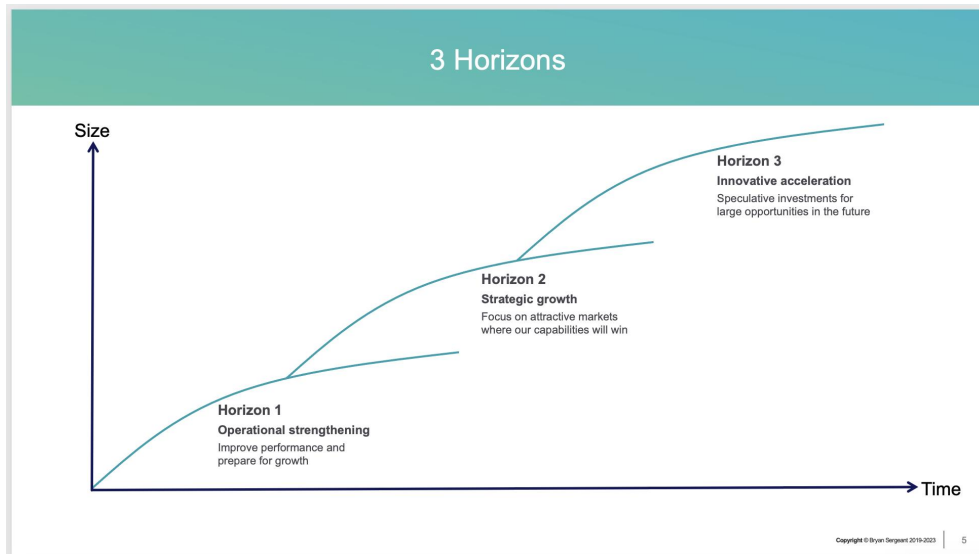 3 Horizons
Size
Horizon 3
Innovative acceleration
Speculative investments for
large opportunities in the future
Horizon 2
Strategic growth
Focus on attractive markets
where our capabilities will win
Horizon 1
Operational strengthening
Improve performance and
prepare for growth
Time
Copyright © Bryan Sergeant 2019-2023
5